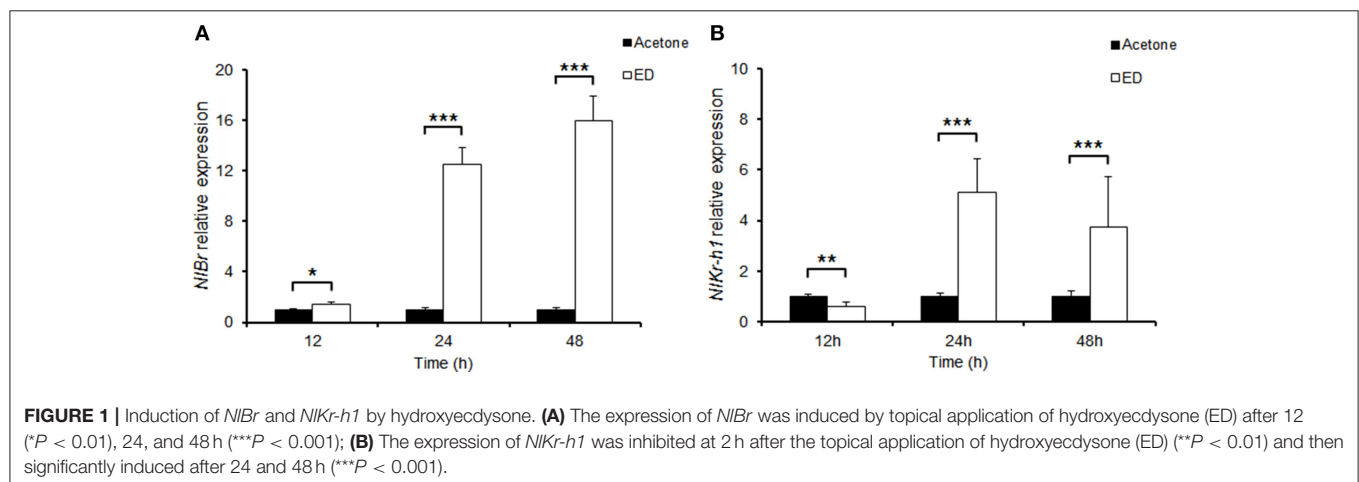 A
Acetone
ED
NlBr relative expression
20
16
12
8
4
0
*
***
***
12
24
48
Time (h)
B
Acetone
ED
NlKr-h1 relative expression
10
8
6
4
2
0
**
***
***
12h
24h
48h
Time (h)
FIGURE 1 | Induction of NlBr and NlKr-h1 by hydroxyecdysone. (A) The expression of NlBr was induced by topical application of hydroxyecdysone (ED) after 12
(*P < 0.01), 24, and 48 h (***P < 0.001); (B) The expression of NlKr-h1 was inhibited at 2 h after the topical application of hydroxyecdysone (ED) (**P < 0.01) and then
significantly induced after 24 and 48 h (***P < 0.001).